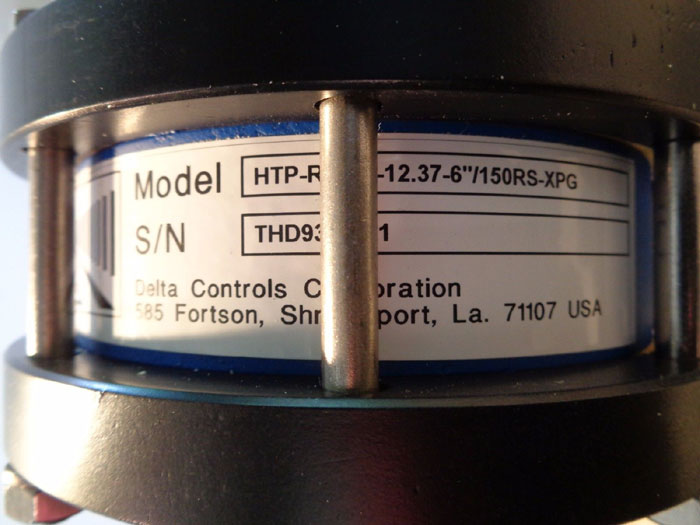 Model HTP-R -12.37-6"/150RS-XPG
S/N THD93 1
Delta Controls C oration
585 Fortson, Shr port, La. 71107 USA